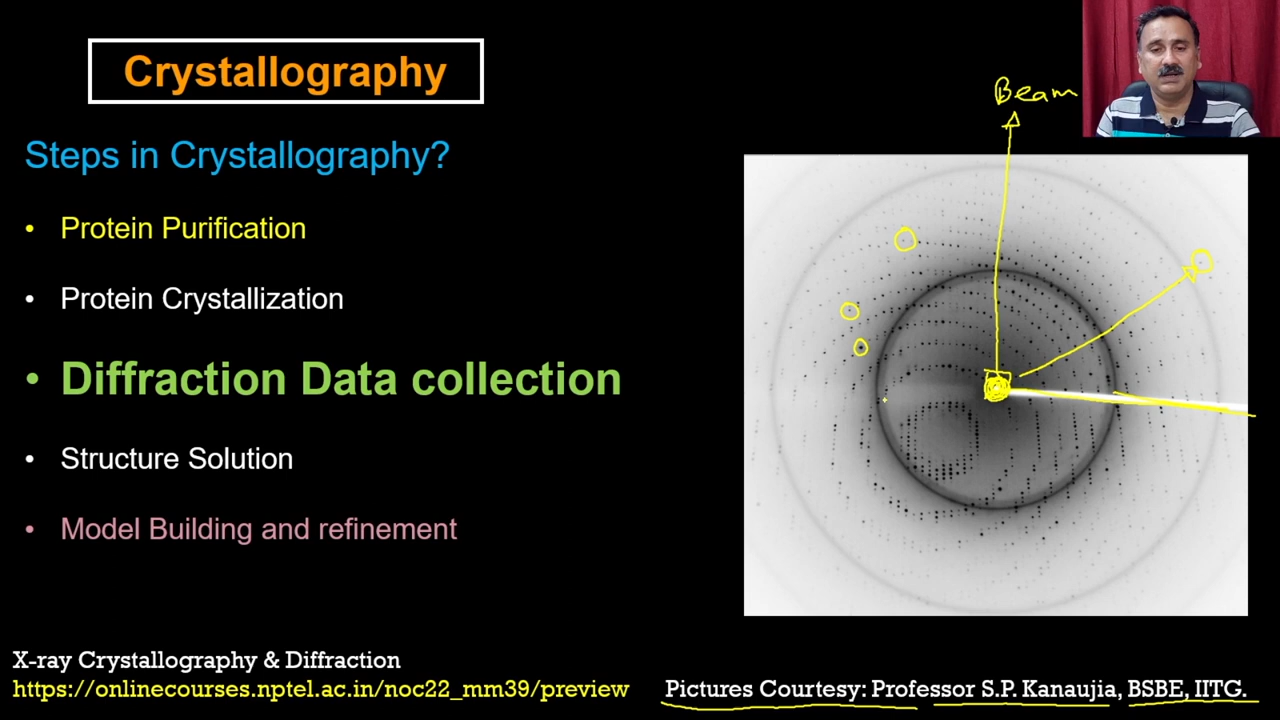 Crystallography
Steps in Crystallography?
• Protein Purification
• Protein Crystallization
• Diffraction Data collection
• Structure Solution
• Model Building and refinement
Beam
X-ray Crystallography & Diffraction
https://onlinecourses.nptel.ac.in/noc22_mm39/preview
Pictures Courtesy: Professor S.P. Kanaujia, BSBE, IITG.